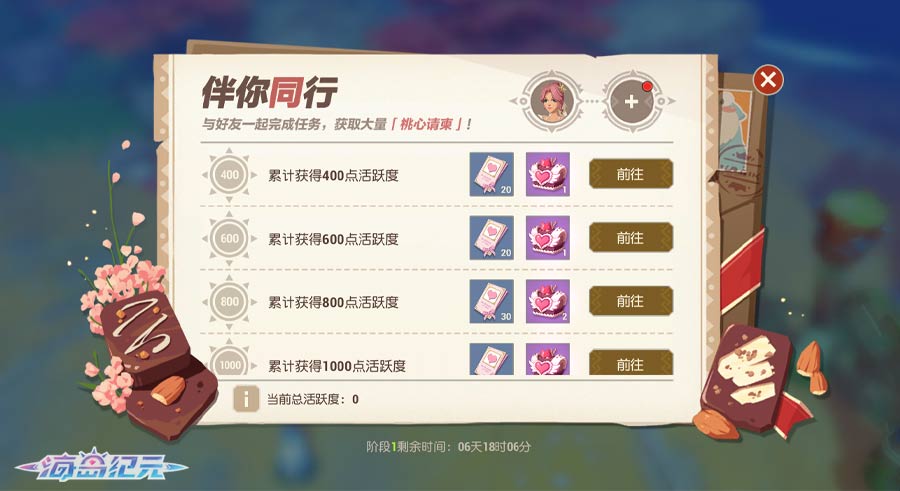 伴你同行
与好友一起完成任务，获取大量「桃心请柬」！
400 累计获得400点活跃度 20 1 前往
600 累计获得600点活跃度 20 1 前往
800 累计获得800点活跃度 30 2 前往
1000 累计获得1000点活跃度 前往
当前总活跃度：0
阶段1剩余时间：06天18时06分
海岛纪元